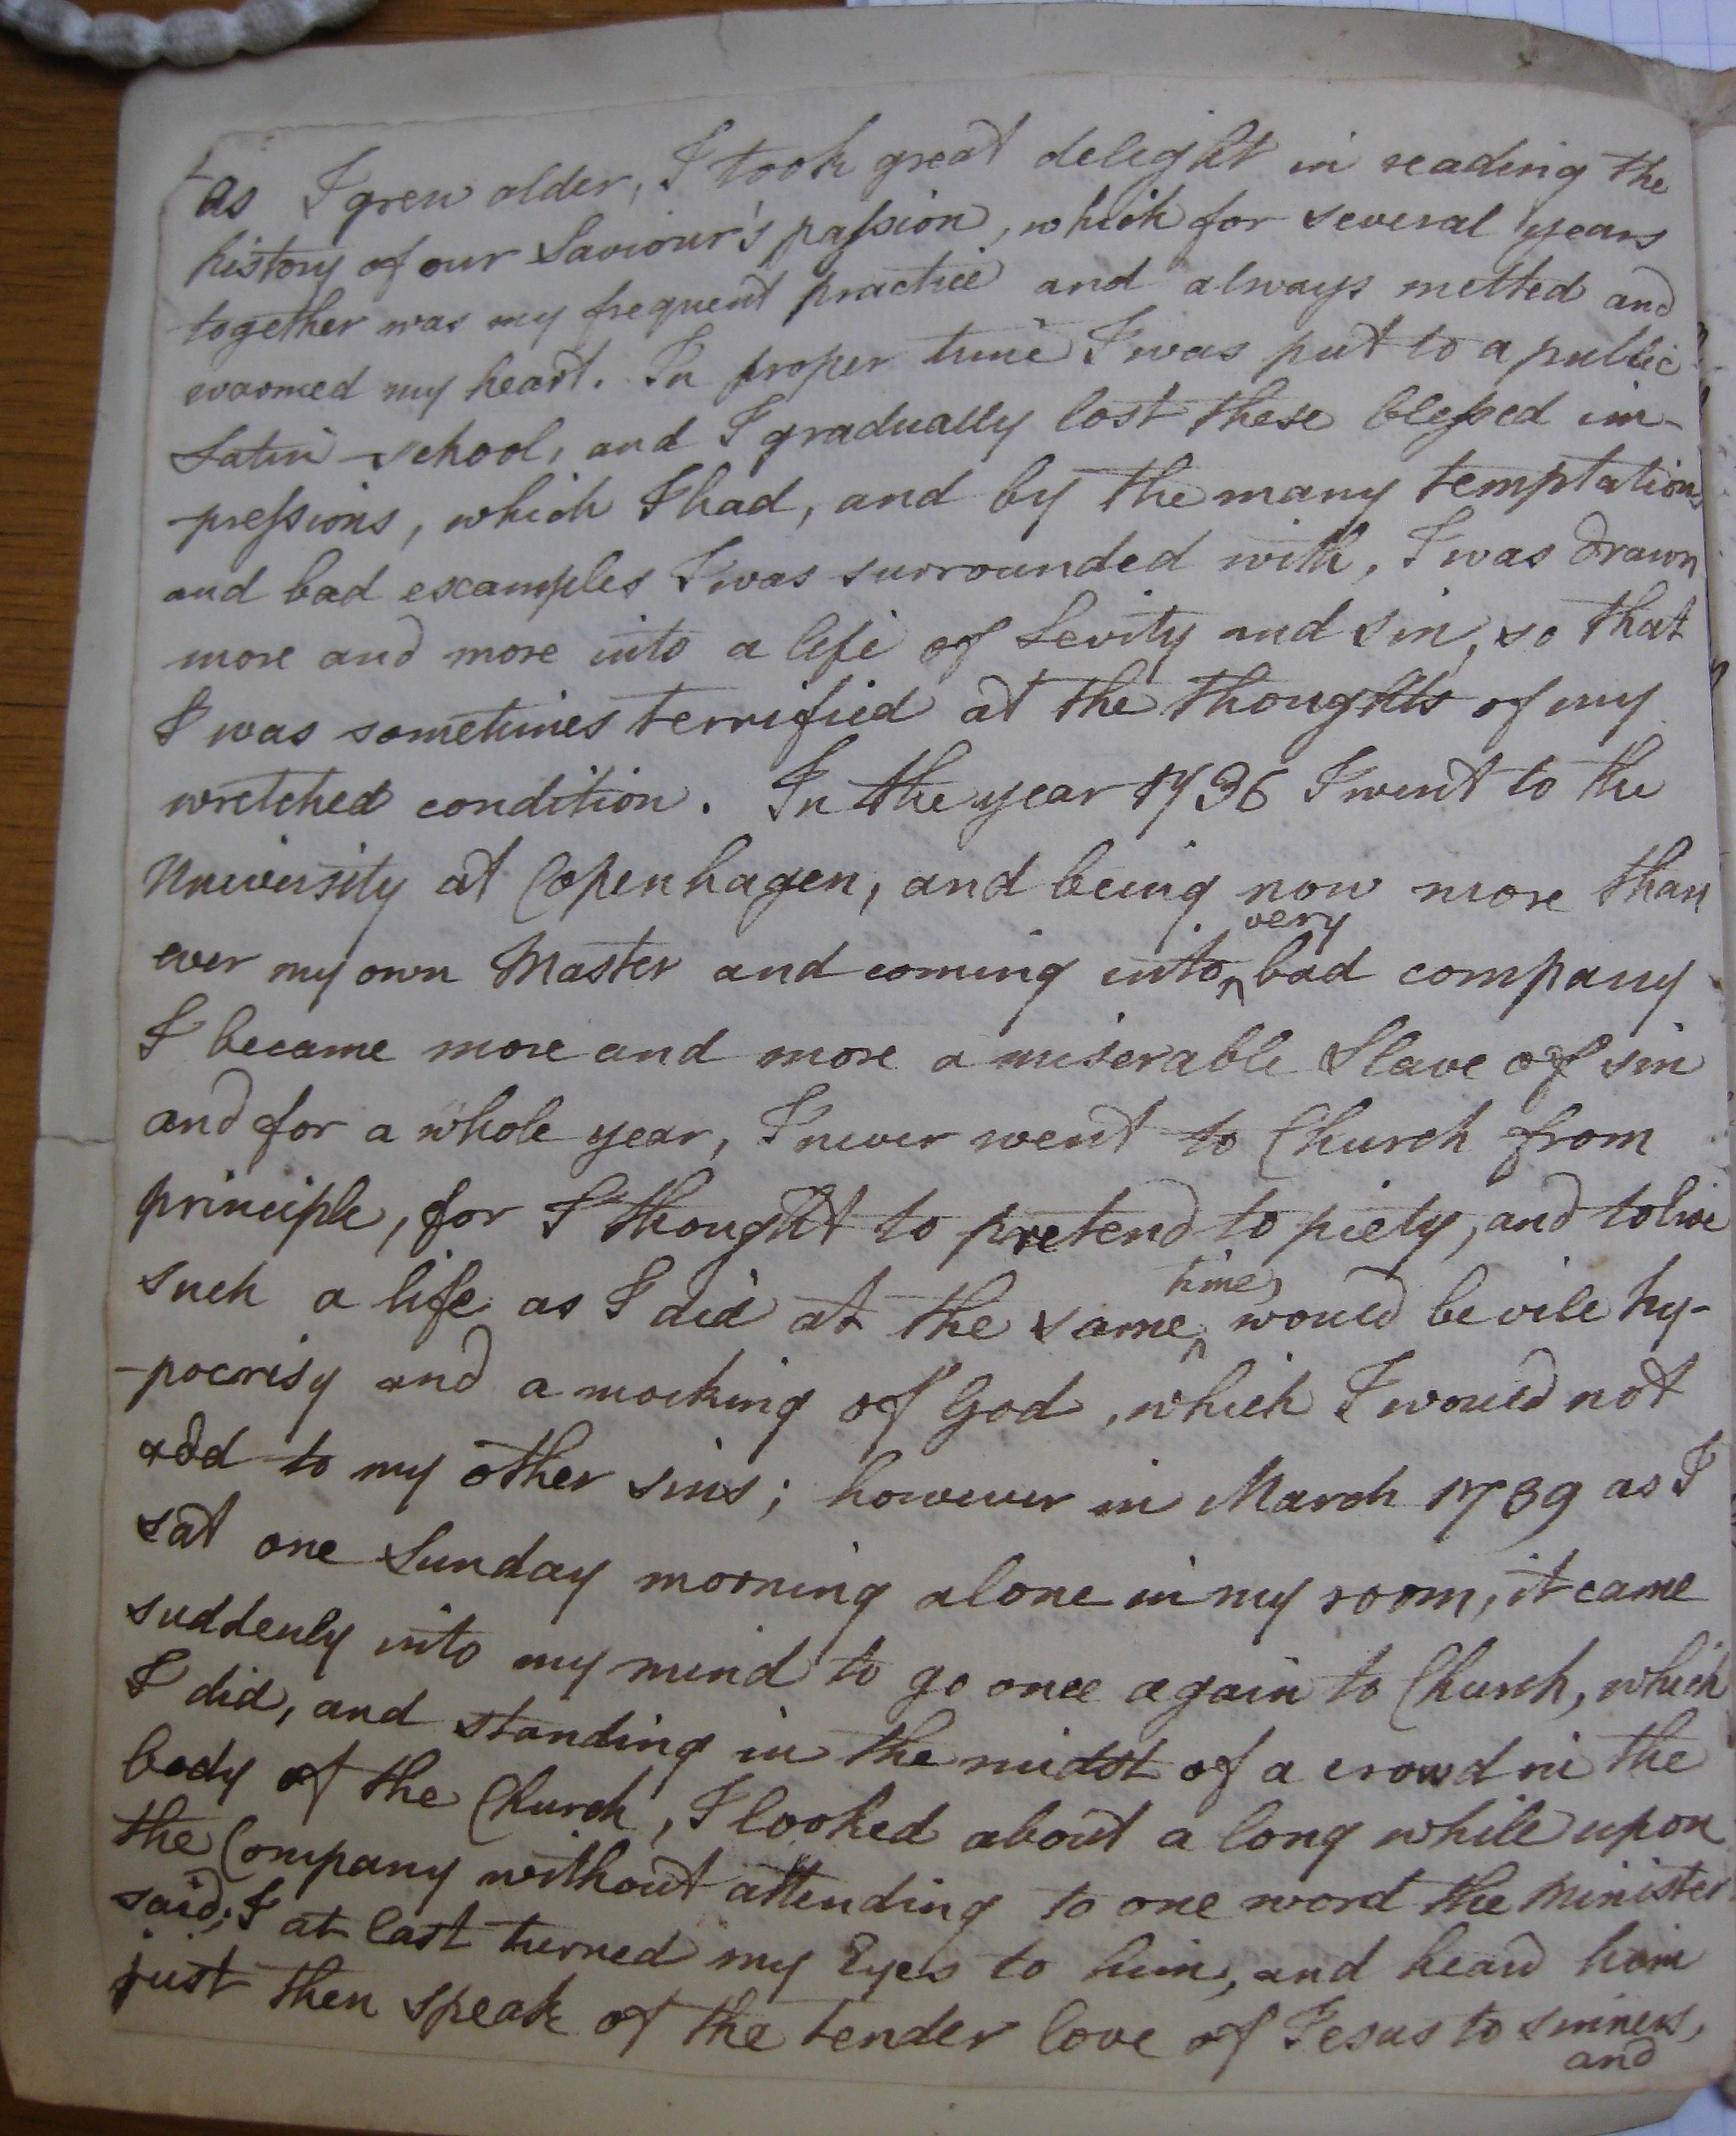 as I grew older, I took great delight in reading the
history of our Saviour's passion, which for several years
together was my frequent practice and always melted and
warmed my heart. In proper time I was put to a public
Latin-school, and I gradually lost these blessed im-
-pressions, which I had, and by the many temptations
and bad examples I was surrounded with, I was drawn
more and more into a life of Levity and sin, so that
I was sometimes terrified at the thoughts of my
wretched condition. In the year 1736 I went to the
University at Copenhagen, and being now more than
ever my own Master and coming into very bad company
I became more and more a miserable Slave of sin
and for a whole year, I never went to Church from
principle, for I thought to pretend to piety, and to live
such a life as I did at the same time, would be vile hy-
-pocrisy and a mocking of God, which I would not
add to my other sins; however in March 1739 as I
sat one Sunday morning alone in my room, it came
suddenly into my mind to go once again to Church, which
I did, and standing in the midst of a crowd in the
body of the Church, I looked about a long while upon
the Company without attending to one word the Minister
said; I at last turned my Eyes to him, and heard him
just then speak of the tender love of Jesus to sinners,
and